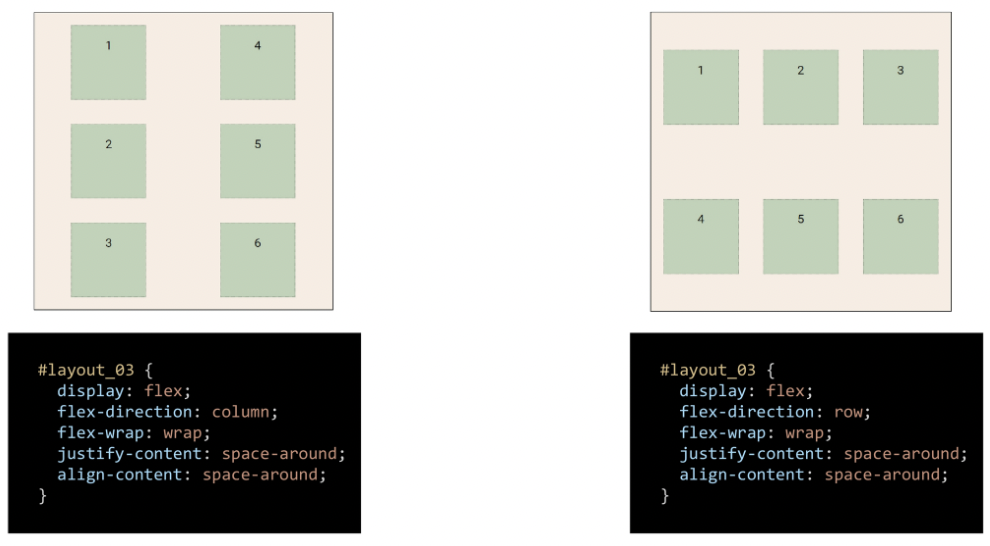 1
4
2
5
3
6
#layout_03 {
display: flex;
flex-direction: column;
flex-wrap: wrap;
justify-content: space-around;
align-content: space-around;
}
1 2 3
4 5 6
#layout_03 {
display: flex;
flex-direction: row;
flex-wrap: wrap;
justify-content: space-around;
align-content: space-around;
}